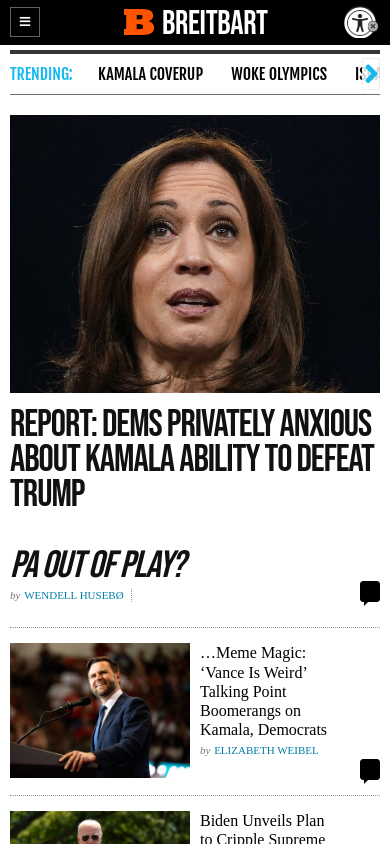 BREITBART
TRENDING:
KAMALA COVERUP
WOKE OLYMPICS
REPORT: DEMS PRIVATELY ANXIOUS
ABOUT KAMALA ABILITY TO DEFEAT
TRUMP
PA OUT OF PLAY?
by WENDELL HUSEBØ
…Meme Magic:
‘Vance Is Weird’
Talking Point
Boomerangs on
Kamala, Democrats
by ELIZABETH WEIBEL
Biden Unveils Plan
to Cripple Supreme